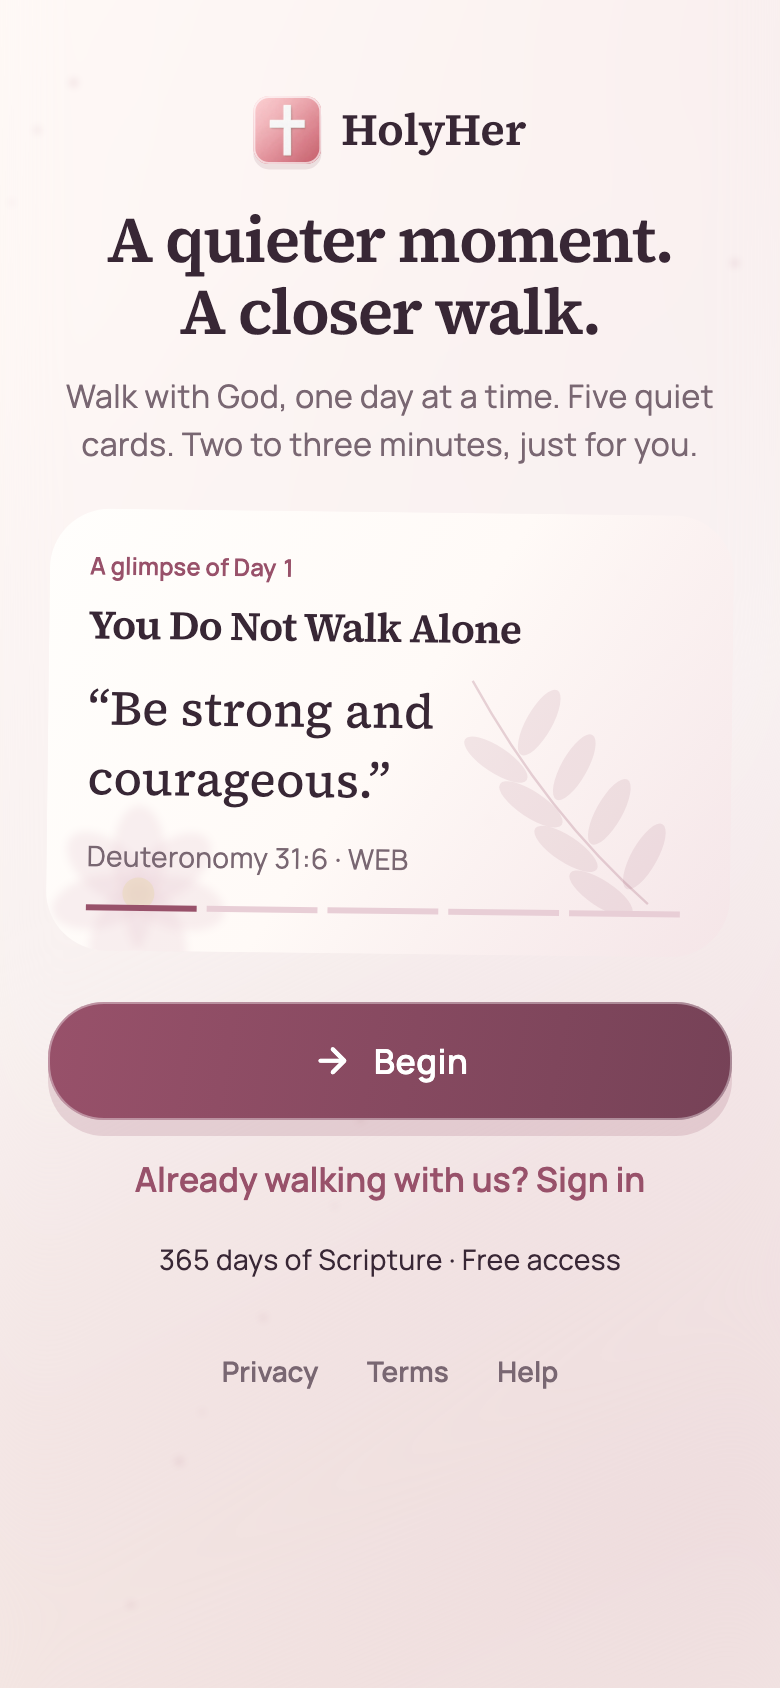 HolyHer
A quieter moment.
A closer walk.
Walk with God, one day at a time. Five quiet
cards. Two to three minutes, just for you.
A glimpse of Day 1
You Do Not Walk Alone
“Be strong and
courageous.”
Deuteronomy 31:6 · WEB
Begin
Already walking with us? Sign in
365 days of Scripture · Free access
Privacy Terms Help